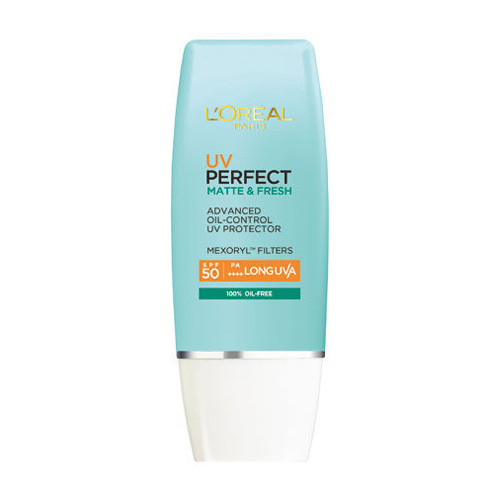 L'ORÉAL
PARIS
UV
PERFECT
MATTE & FRESH
ADVANCED
OIL-CONTROL
UV PROTECTOR
MEXORYL™ FILTERS
SPF 50 PA ++++ LONG UVA
100% OIL-FREE